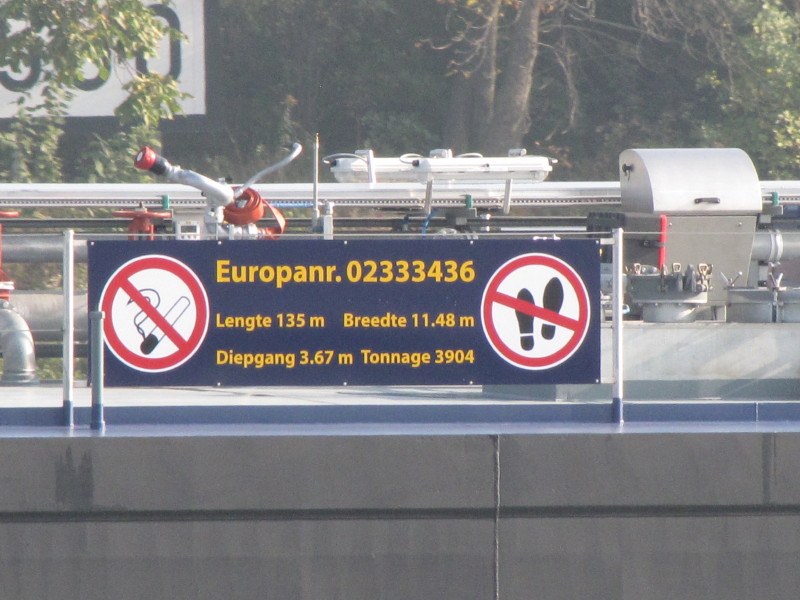 Europanr. 02333436
Lengte 135 m Breedte 11.48 m
Diepgang 3.67 m Tonnage 3904